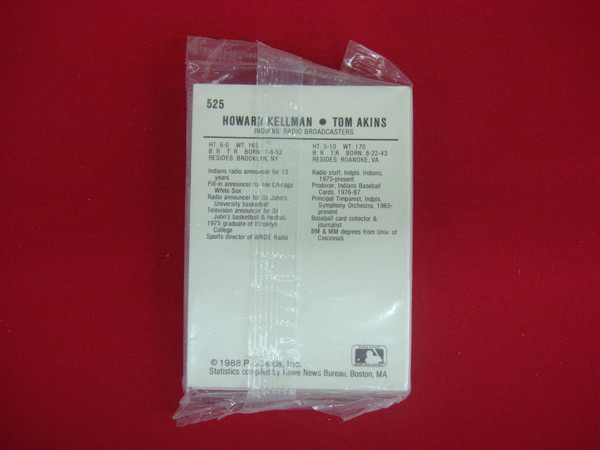 525
HOWARD KELLMAN • TOM AKINS
INDIANS' RADIO BROADCASTERS
HT: 6-0 WT: 165
B: R T: R BORN: -52
RESIDES: BROOKLYN, NY
Indians radio announcer for 13
years
Fill-in announcer to the Chicago
White Sox
Radio announcer for St. John's
University basketball
Television announcer for St.
John's basketball &
1975 graduate of Brooklyn
College
Sports director of WNDE Radio
HT: 5-10 WT: 170
B: R T: R BORN: 8-22-43
RESIDES: ROANOKE, VA
Radio staff, Indpls. Indians,
1975-present
Producer, Indians Baseball
Cards, 1976-87
Principal Timpanist, Indpls.
Symphony Orchestra, 1965-
present
Baseball card collector &
journalist
BM & MM degrees from Univ. of
Cincinnati
© 1988 Inc.
Statistics compiled by Howe News Bureau, Boston, MA